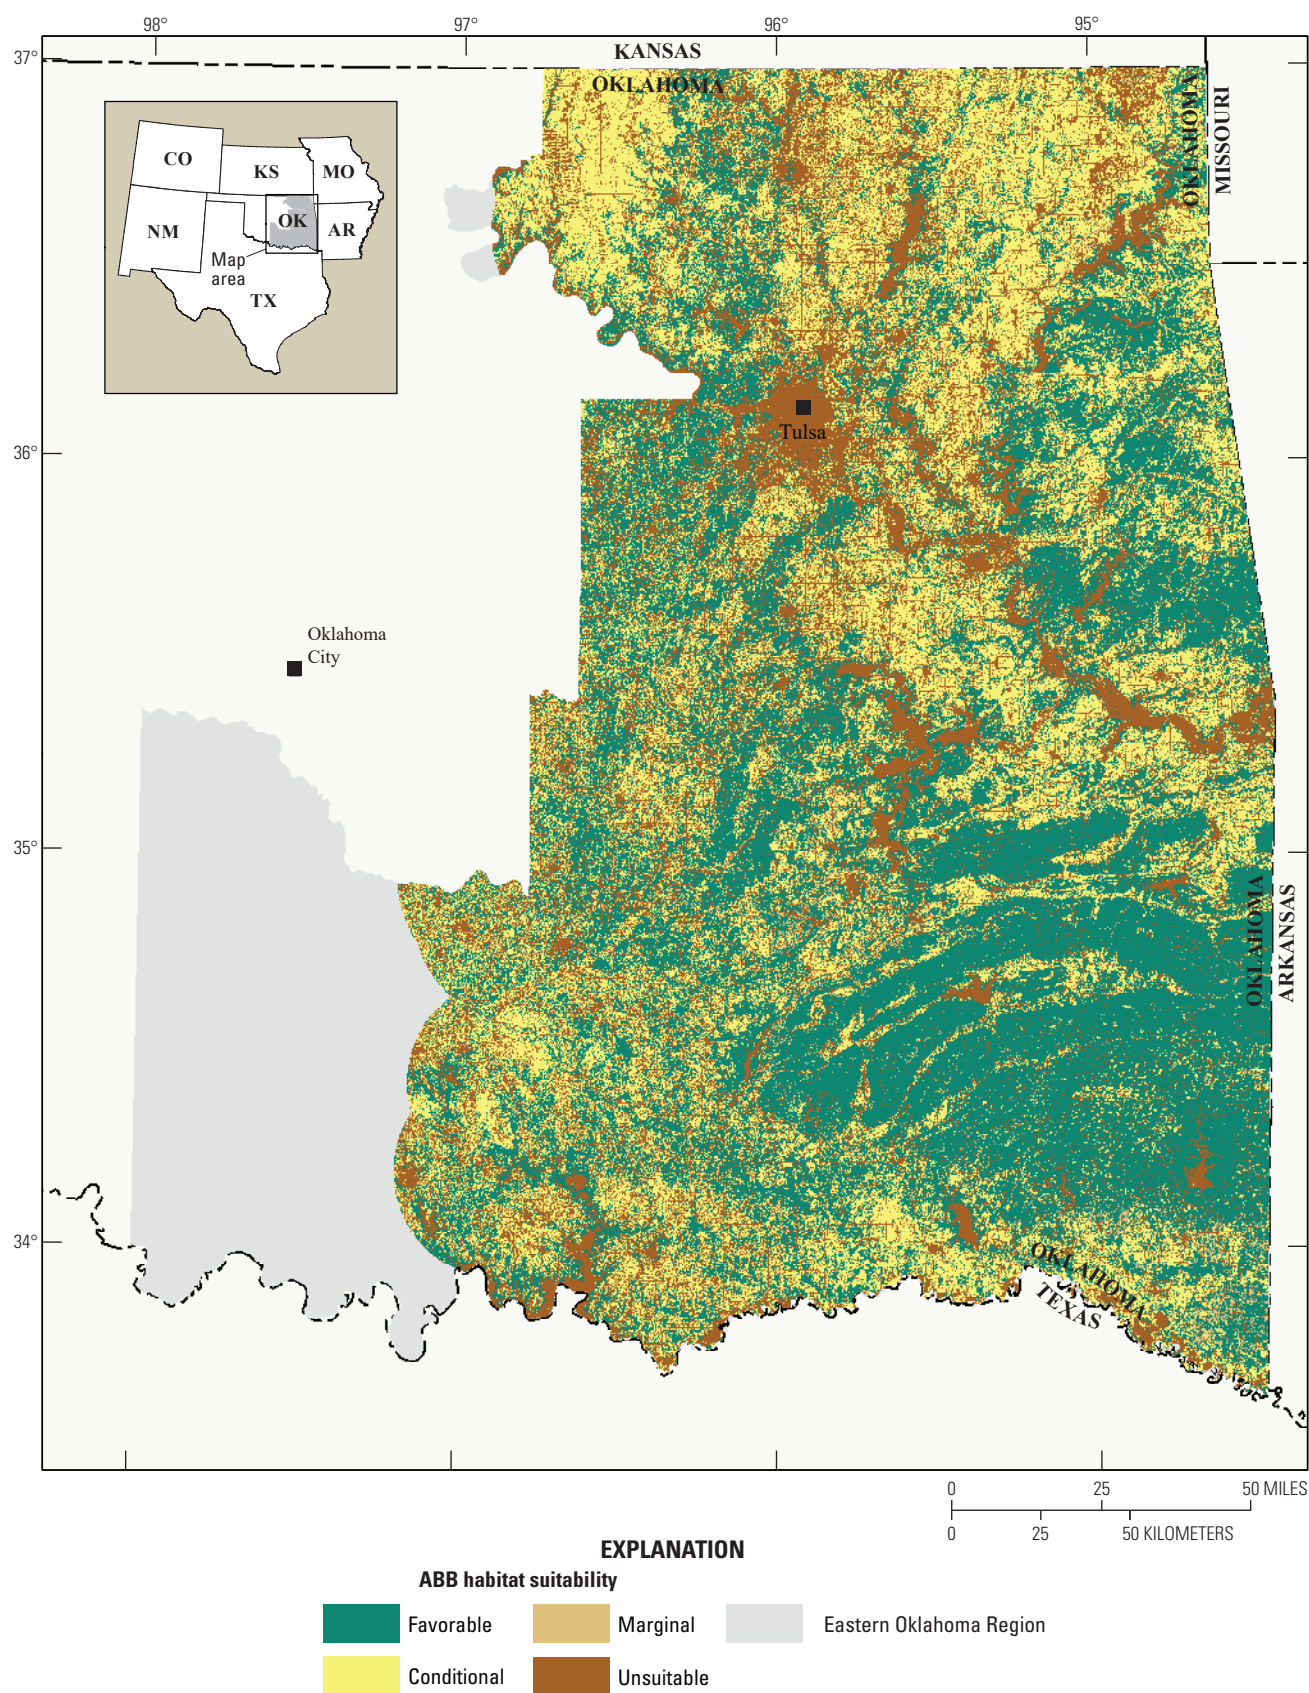 98°
97°
96°
95°
37°
KANSAS
OKLAHOMA
OKLAHOMA
MISSOURI
CO
KS
MO
NM
OK
AR
Map
area
TX
36°
Tulsa
Oklahoma
City
35°
OKLAHOMA
ARKANSAS
34°
OKLAHOMA
TEXAS
0 25 50 MILES
0 25 50 KILOMETERS
EXPLANATION
ABB habitat suitability
Favorable
Marginal
Eastern Oklahoma Region
Conditional
Unsuitable